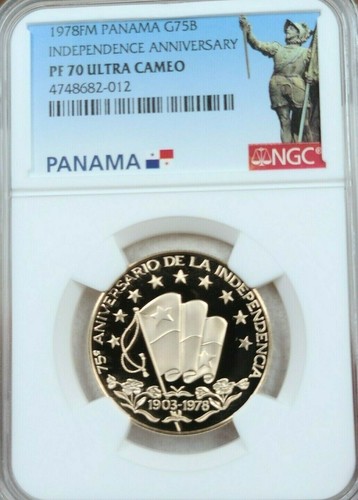 1978FM PANAMA G75B
INDEPENDENCE ANNIVERSARY
PF 70 ULTRA CAMEO
4748682-012
PANAMA
NGC®
75º ANIVERSARIO DE LA INDEPENDENCIA
1903-1978